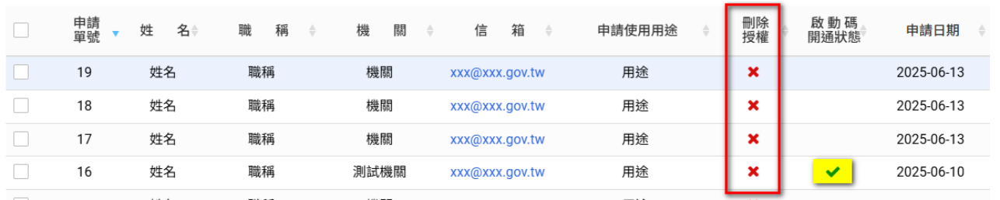 申請單號 姓 名 職 稱 機 關 信 箱 申請使用用途 刪除授權 啟動碼開通狀態 申請日期
19 姓名 職稱 機關 xxx@xxx.gov.tw 用途 2025-06-13
18 姓名 職稱 機關 xxx@xxx.gov.tw 用途 2025-06-13
17 姓名 職稱 機關 xxx@xxx.gov.tw 用途 2025-06-13
16 姓名 職稱 測試機關 xxx@xxx.gov.tw 用途 2025-06-10